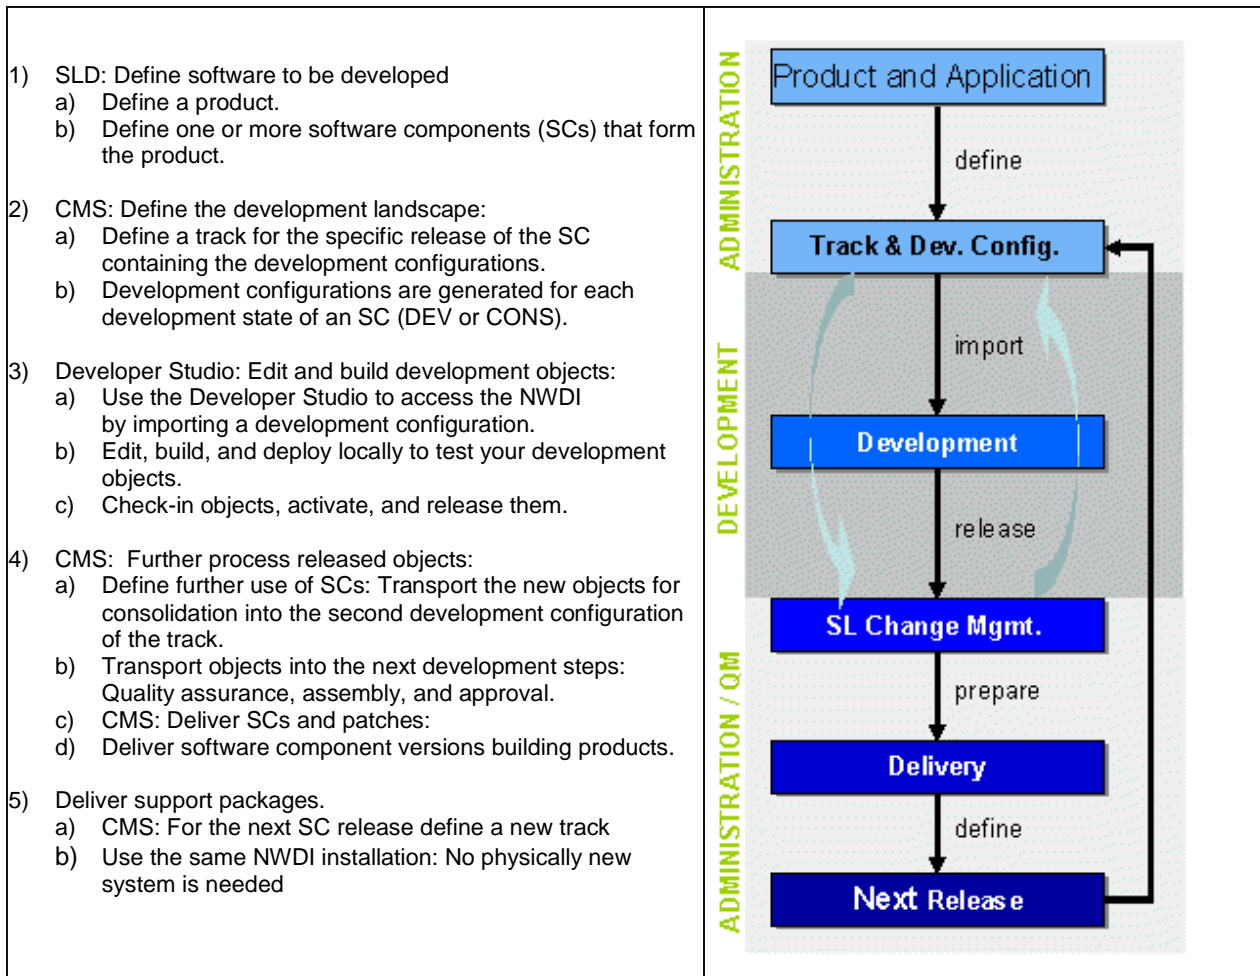 1) SLD: Define software to be developed
a) Define a product.
b) Define one or more software components (SCs) that form
the product.
2) CMS: Define the development landscape:
a) Define a track for the specific release of the SC
containing the development configurations.
b) Development configurations are generated for each
development state of an SC (DEV or CONS).
3) Developer Studio: Edit and build development objects:
a) Use the Developer Studio to access the NWDI
by importing a development configuration.
b) Edit, build, and deploy locally to test your development
objects.
c) Check-in objects, activate, and release them.
4) CMS: Further process released objects:
a) Define further use of SCs: Transport the new objects for
consolidation into the second development configuration
of the track.
b) Transport objects into the next development steps:
Quality assurance, assembly, and approval.
c) CMS: Deliver SCs and patches:
d) Deliver software component versions building products.
5) Deliver support packages.
a) CMS: For the next SC release define a new track
b) Use the same NWDI installation: No physically new
system is needed
ADMINISTRATION
Product and Application
define
Track & Dev. Config.
DEVELOPMENT
import
Development
release
ADMINISTRATION / QM
SL Change Mgmt.
prepare
Delivery
define
Next Release